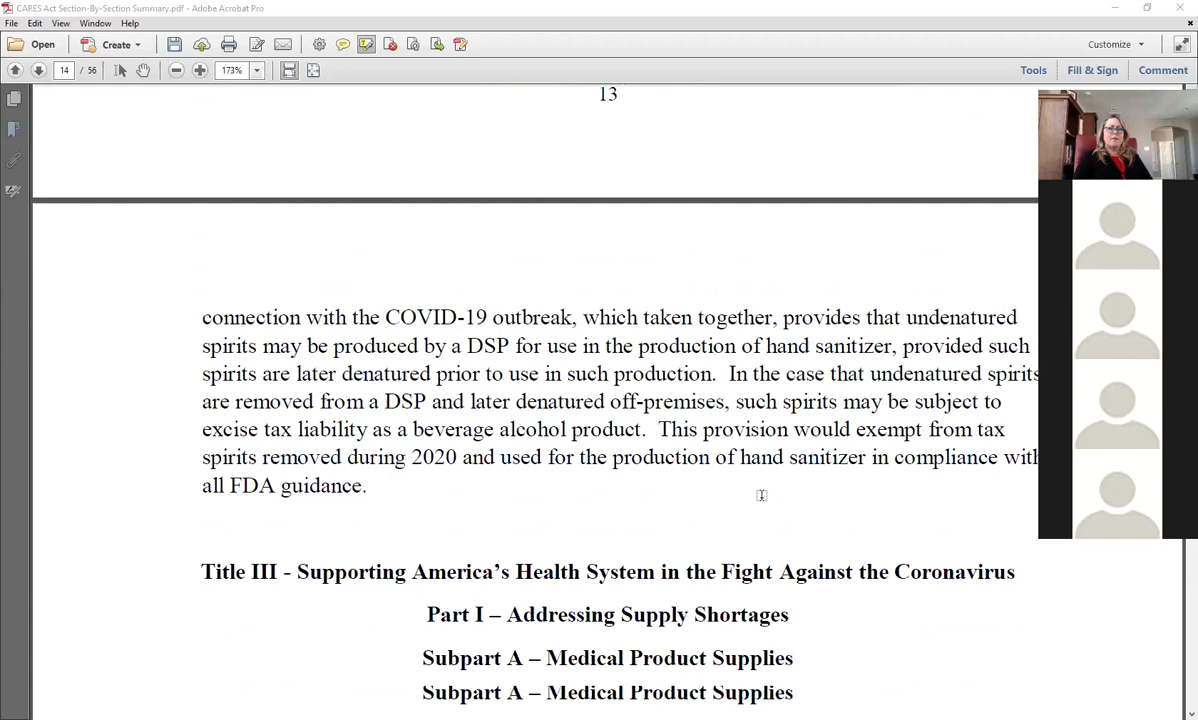 CARES Act Section-By-Section Summary.pdf - Adobe Acrobat Pro
File Edit View Window Help
Open Create Customize
14 / 56 173% Tools Fill & Sign Comment
13
connection with the COVID-19 outbreak, which taken together, provides that undenatured
spirits may be produced by a DSP for use in the production of hand sanitizer, provided such
spirits are later denatured prior to use in such production. In the case that undenatured spirits
are removed from a DSP and later denatured off-premises, such spirits may be subject to
excise tax liability as a beverage alcohol product. This provision would exempt from tax
spirits removed during 2020 and used for the production of hand sanitizer in compliance with
all FDA guidance.
Title III - Supporting America's Health System in the Fight Against the Coronavirus
Part I – Addressing Supply Shortages
Subpart A – Medical Product Supplies
Subpart A – Medical Product Supplies